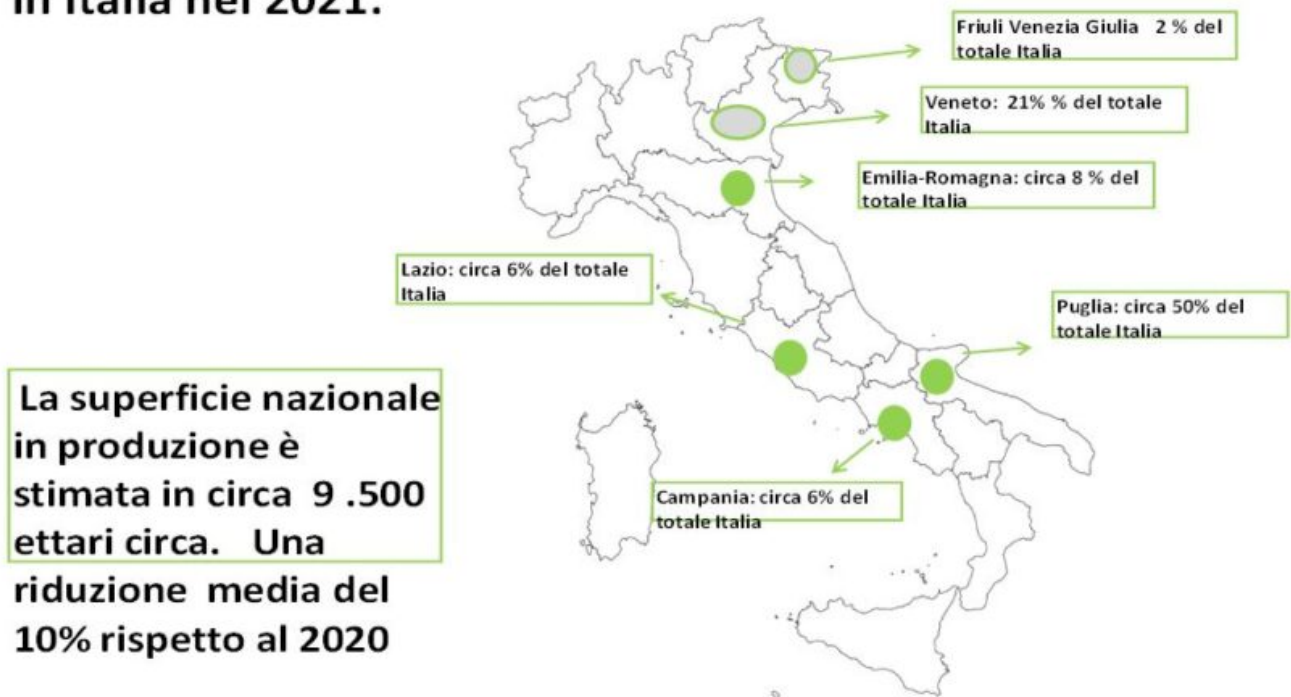 in Italia nel 2021:
Friuli Venezia Giulia 2 % del
totale Italia
Veneto: 21% % del totale
Italia
Emilia-Romagna: circa 8 % del
totale Italia
Lazio: circa 6% del totale
Italia
Puglia: circa 50% del
totale Italia
La superficie nazionale
in produzione è
stimata in circa 9 .500
ettari circa. Una
riduzione media del
10% rispetto al 2020
Campania: circa 6% del
totale Italia